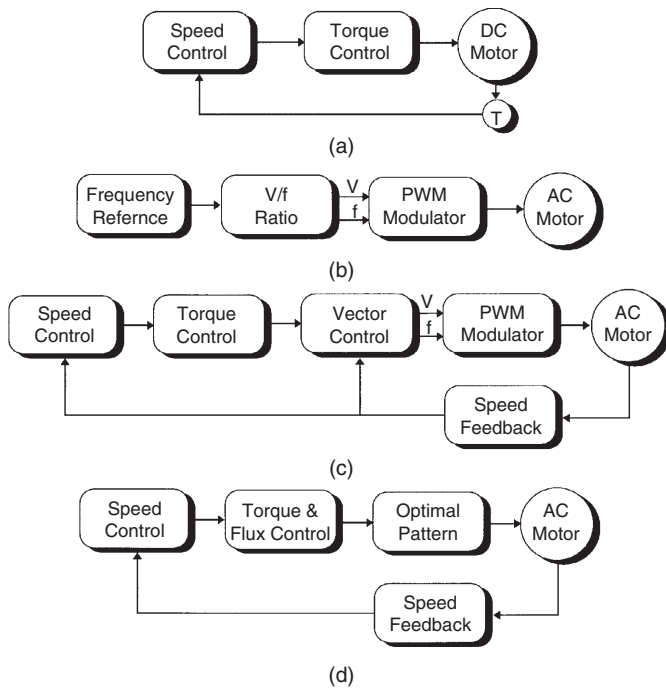 Speed
Control
Torque
Control
DC
Motor
T
(a)
Frequency
Refernce
V/f
Ratio
V
f
PWM
Modulator
AC
Motor
(b)
Speed
Control
Torque
Control
Vector
Control
V
f
PWM
Modulator
AC
Motor
Speed
Feedback
(c)
Speed
Control
Torque &
Flux Control
Optimal
Pattern
AC
Motor
Speed
Feedback
(d)